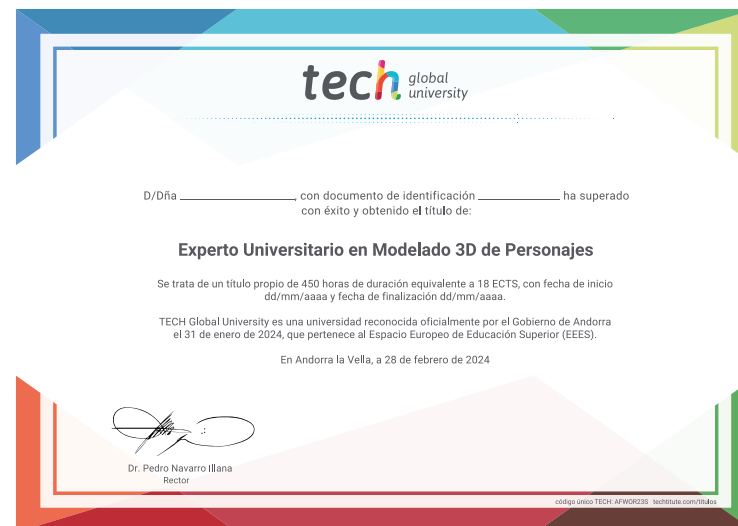 tech global university
D/Dña ____________, con documento de identificación ____________ ha superado
con éxito y obtenido el título de:
Experto Universitario en Modelado 3D de Personajes
Se trata de un título propio de 450 horas de duración equivalente a 18 ECTS, con fecha de inicio
dd/mm/aaaa y fecha de finalización dd/mm/aaaa.
TECH Global University es una universidad reconocida oficialmente por el Gobierno de Andorra
el 31 de enero de 2024, que pertenece al Espacio Europeo de Educación Superior (EEES).
En Andorra la Vella, a 28 de febrero de 2024
Dr. Pedro Navarro Illana
Rector
código único TECH: AFWOR23S techtitute.com/titulos